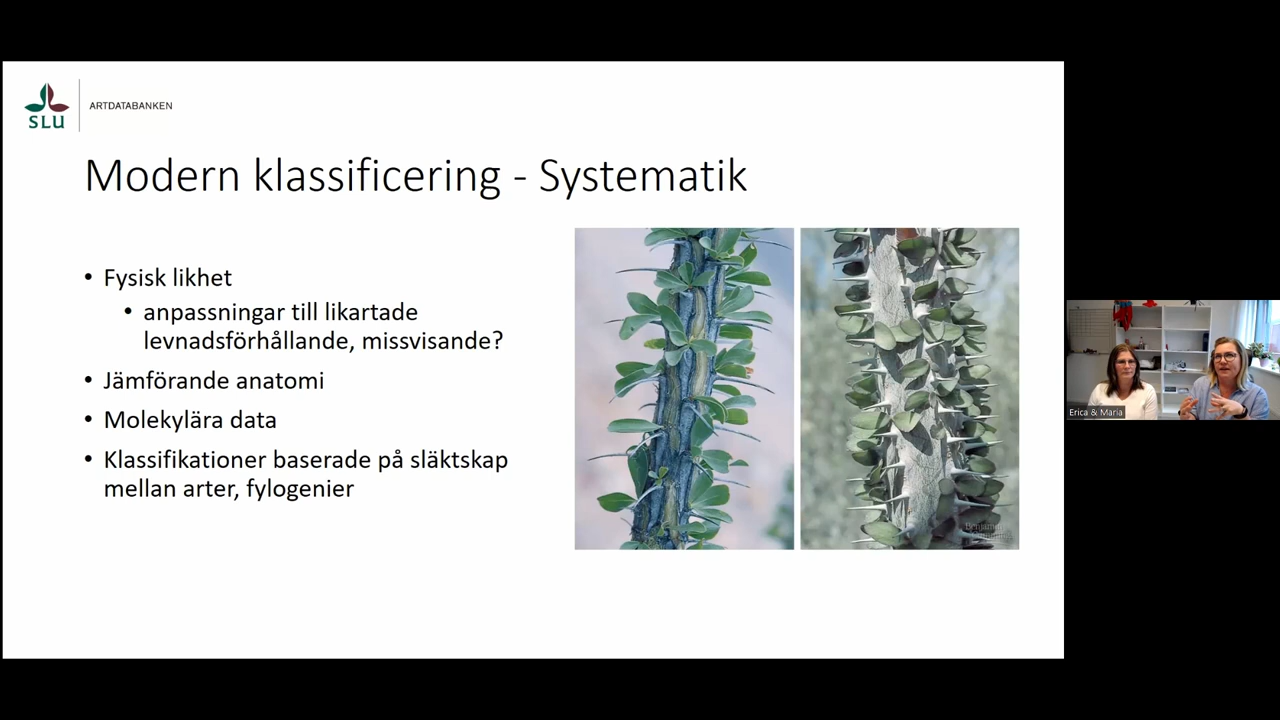 SLU
ARTDATABANKEN
Modern klassificering - Systematik
• Fysisk likhet
• anpassningar till likartade
levnadsförhållande, missvisande?
• Jämförande anatomi
• Molekylära data
• Klassifikationer baserade på släktskap
mellan arter, fylogenier
Erica & Maria